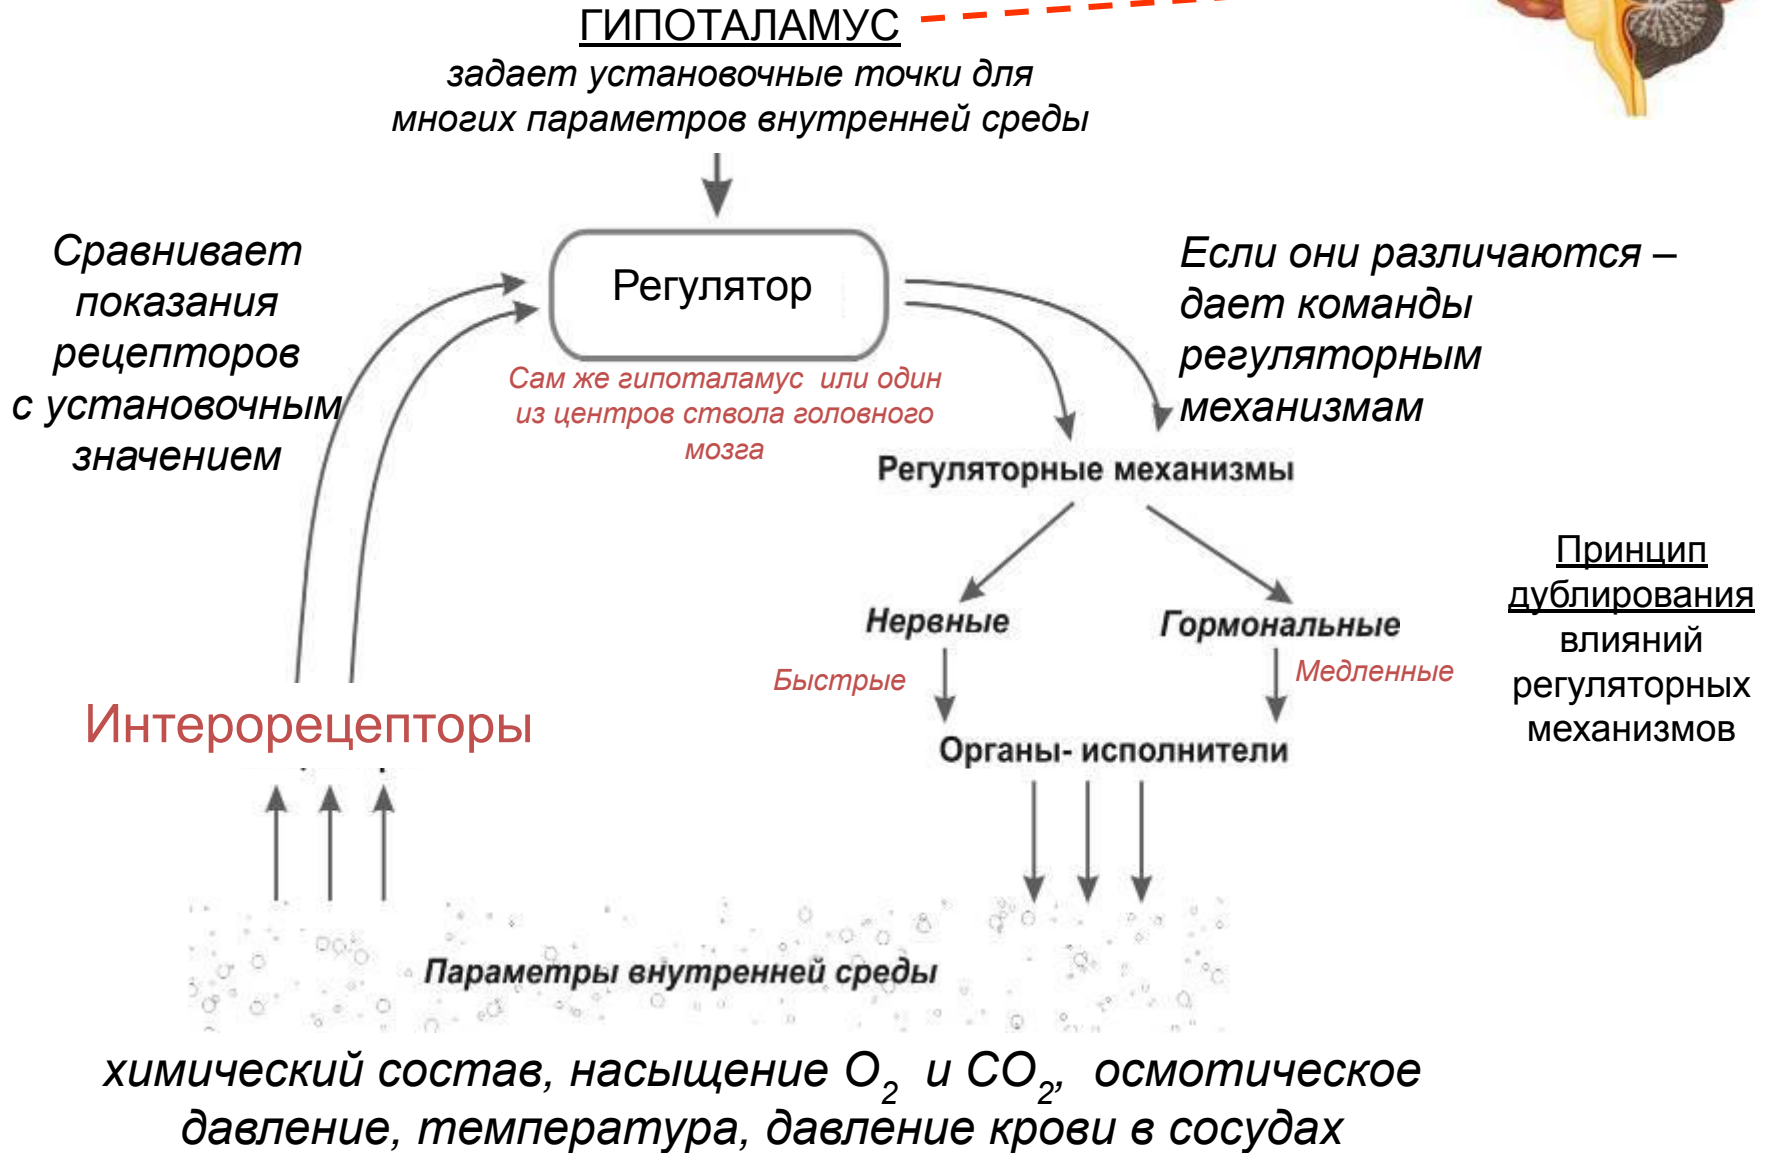 ГИПОТАЛАМУС
задает установочные точки для
многих параметров внутренней среды
Сравнивает
показания
рецепторов
с установочным
значением
Регулятор
Сам же гипоталамус или один
из центров ствола головного
мозга
Если они различаются –
дает команды
регуляторным
механизмам
Регуляторные механизмы
Нервные
Гормональные
Быстрые
Медленные
Принцип
дублирования
влияний
регуляторных
механизмов
Интерорецепторы
Органы- исполнители
Параметры внутренней среды
химический состав, насыщение O₂ и CO₂, осмотическое
давление, температура, давление крови в сосудах